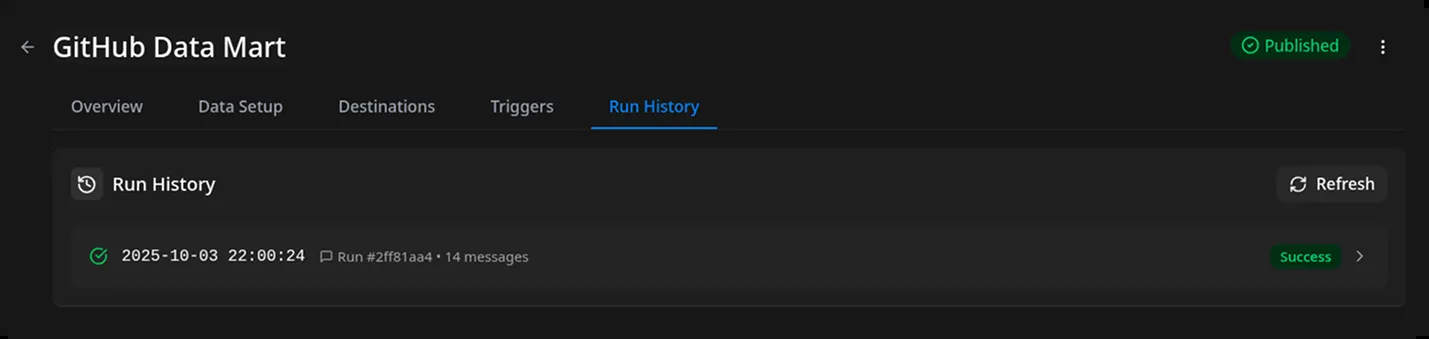 GitHub Data Mart
Published
Overview Data Setup Destinations Triggers Run History
Run History
Refresh
2025-10-03 22:00:24 Run #2ff81aa4 • 14 messages Success